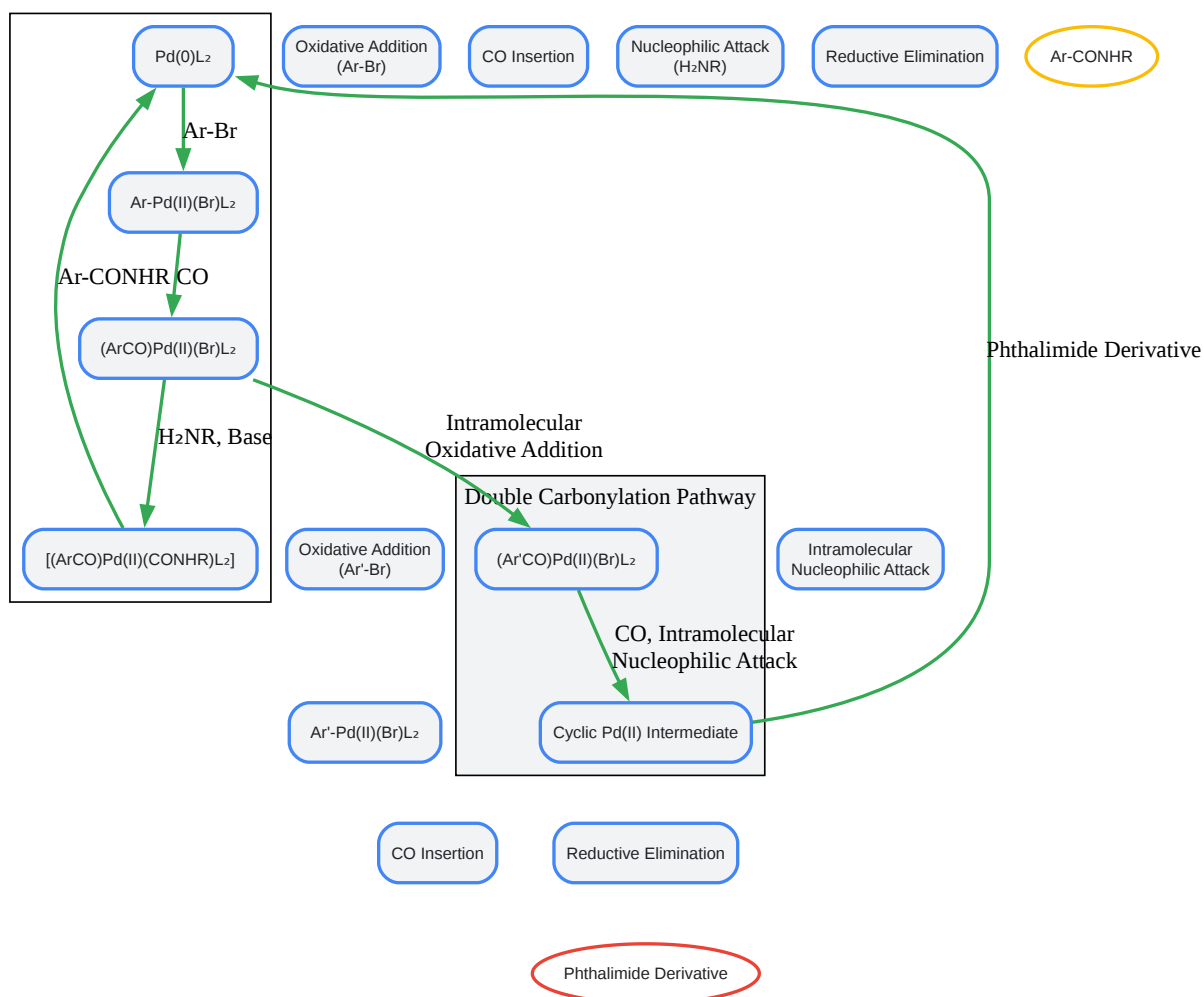 Pd(0)L₂
Oxidative Addition
(Ar-Br)
CO Insertion
Nucleophilic Attack
(H₂NR)
Reductive Elimination
Ar-CONHR
Ar-Br
Ar-Pd(II)(Br)L₂
Ar-CONHR
CO
(ArCO)Pd(II)(Br)L₂
Phthalimide Derivative
H₂NR, Base
Intramolecular
Oxidative Addition
Double Carbonylation Pathway
[(ArCO)Pd(II)(CONHR)L₂]
Oxidative Addition
(Ar'-Br)
(Ar'CO)Pd(II)(Br)L₂
Intramolecular
Nucleophilic Attack
CO, Intramolecular
Nucleophilic Attack
Ar'-Pd(II)(Br)L₂
Cyclic Pd(II) Intermediate
CO Insertion
Reductive Elimination
Phthalimide Derivative